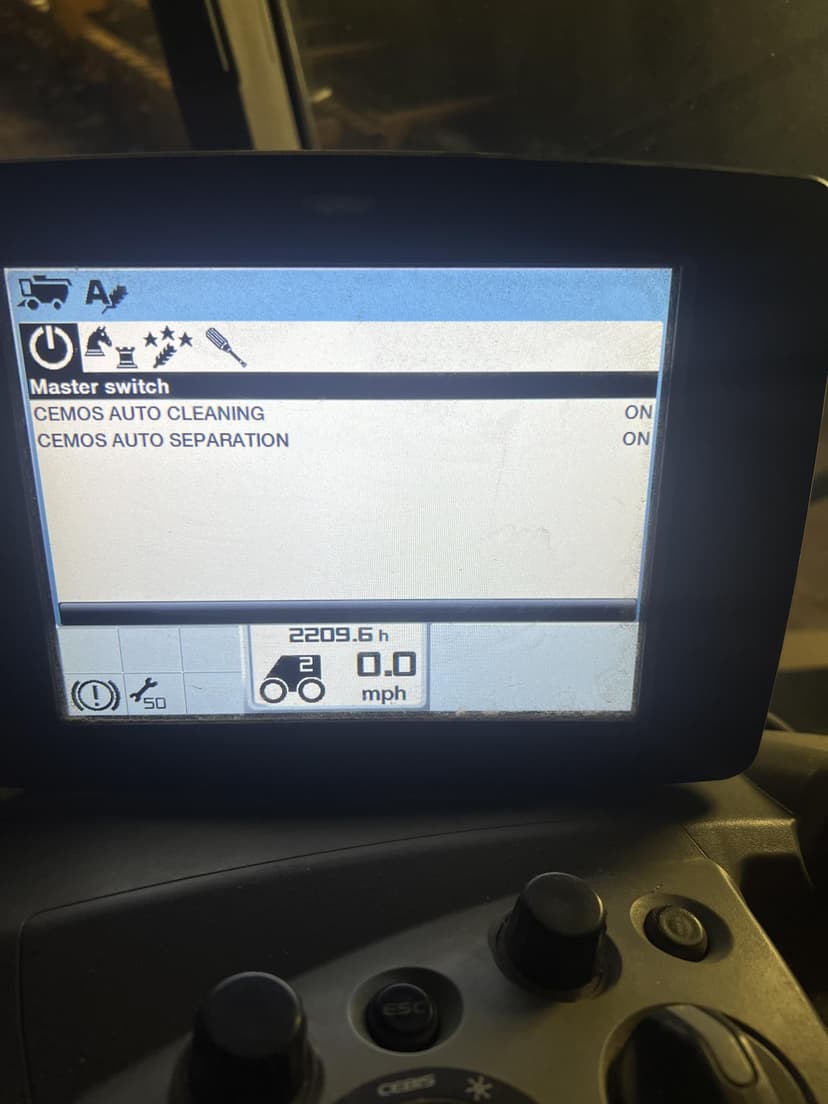 A
Master switch
CEMOS AUTO CLEANING ON
CEMOS AUTO SEPARATION ON
2209.6 h
2
0.0
mph
50
ESC
CEBIS